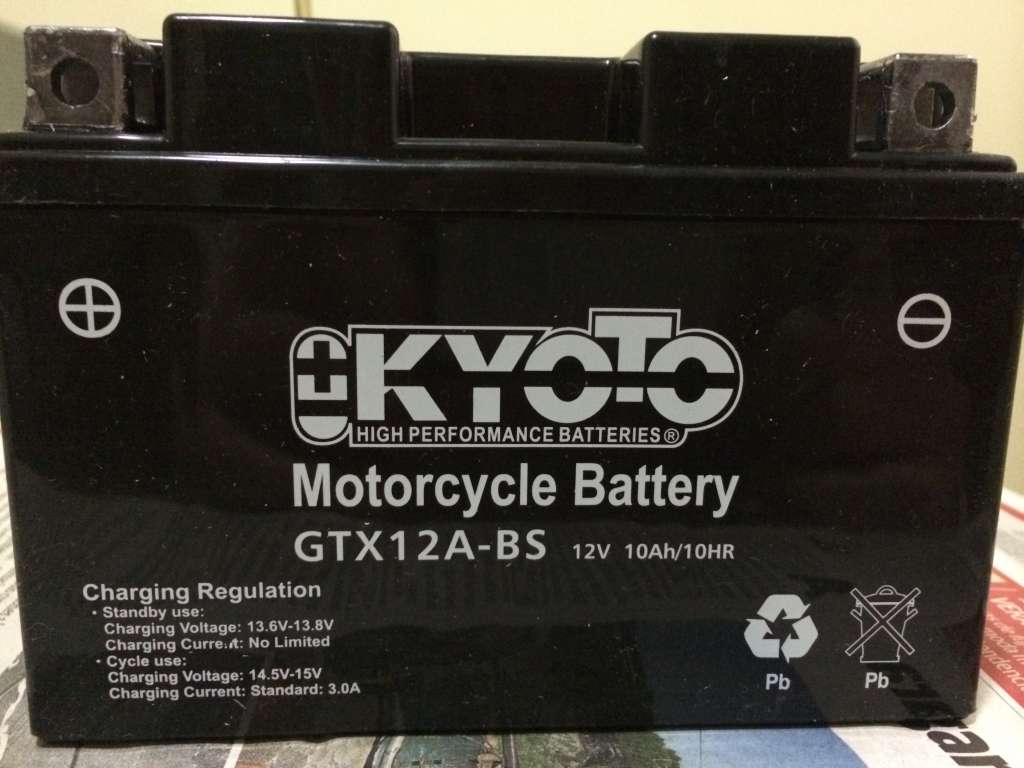 KYOTO
HIGH PERFORMANCE BATTERIES®
Motorcycle Battery
GTX12A-BS 12V 10Ah/10HR
Charging Regulation
• Standby use:
Charging Voltage: 13.6V-13.8V
Charging Current: No Limited
• Cycle use:
Charging Voltage: 14.5V-15V
Charging Current: Standard: 3.0A
Pb Pb